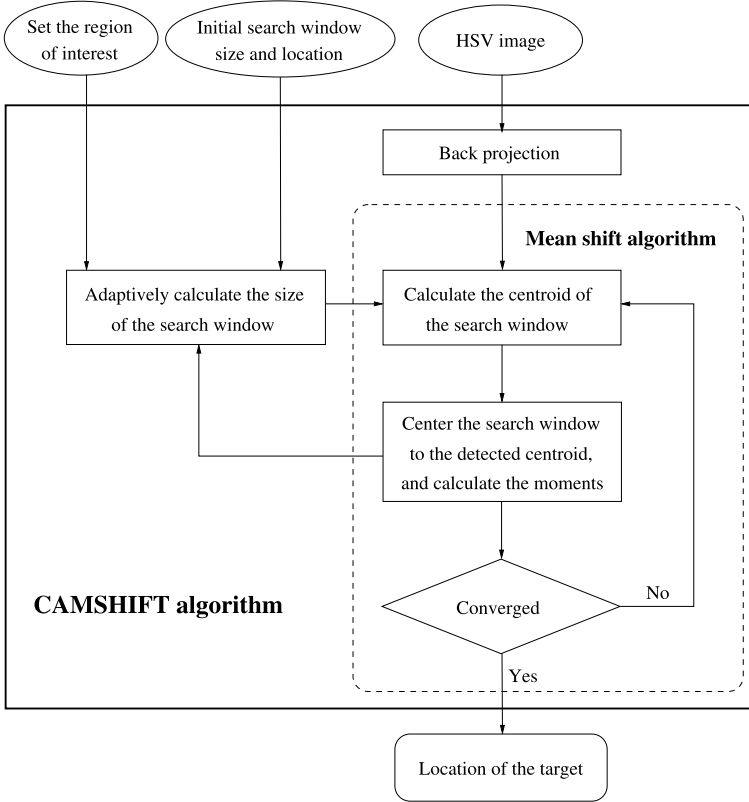 Set the region
of interest
Initial search window
size and location
HSV image
Back projection
Mean shift algorithm
Adaptively calculate the size
of the search window
Calculate the centroid of
the search window
Center the search window
to the detected centroid,
and calculate the moments
CAMSHIFT algorithm
Converged
No
Yes
Location of the target